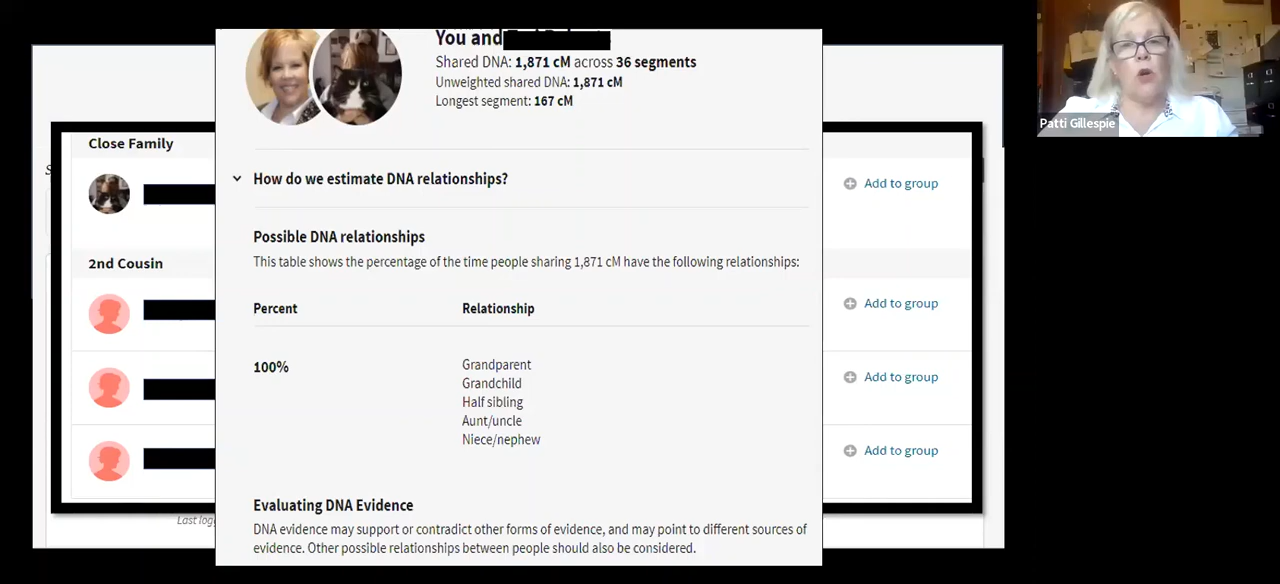 You and
Shared DNA: 1,871 cM across 36 segments
Unweighted shared DNA: 1,871 cM
Longest segment: 167 cM
Patti Gillespie
Close Family
How do we estimate DNA relationships?
Add to group
Possible DNA relationships
This table shows the percentage of the time people sharing 1,871 cM have the following relationships:
2nd Cousin
Percent Relationship
Add to group
100% Grandparent
Grandchild
Half sibling
Aunt/uncle
Niece/nephew
Add to group
Add to group
Evaluating DNA Evidence
DNA evidence may support or contradict other forms of evidence, and may point to different sources of
evidence. Other possible relationships between people should also be considered.
Last